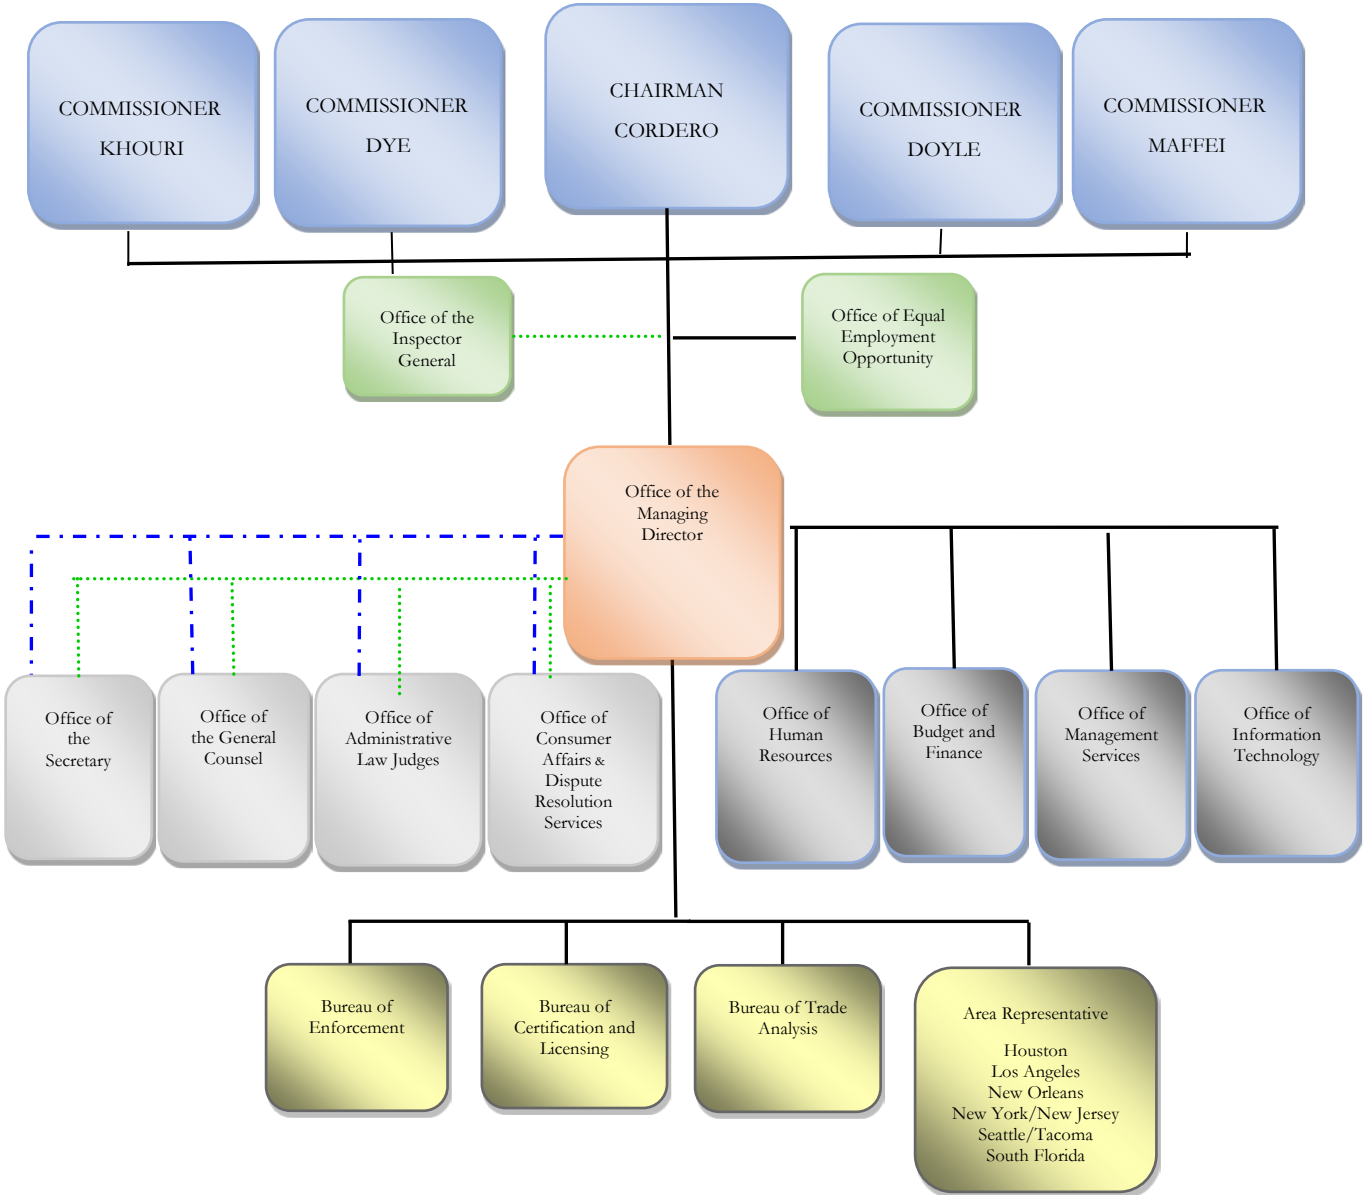 COMMISSIONER
KHOURI
COMMISSIONER
DYE
CHAIRMAN
CORDERO
COMMISSIONER
DOYLE
COMMISSIONER
MAFFEI
Office of the
Inspector
General
Office of Equal
Employment
Opportunity
Office of the
Managing
Director
Office of
the
Secretary
Office of
the General
Counsel
Office of
Administrative
Law Judges
Office of
Consumer
Affairs &
Dispute
Resolution
Services
Office of
Human
Resources
Office of
Budget and
Finance
Office of
Management
Services
Office of
Information
Technology
Bureau of
Enforcement
Bureau of
Certification and
Licensing
Bureau of Trade
Analysis
Area Representative
Houston
Los Angeles
New Orleans
New York/New Jersey
Seattle/Tacoma
South Florida